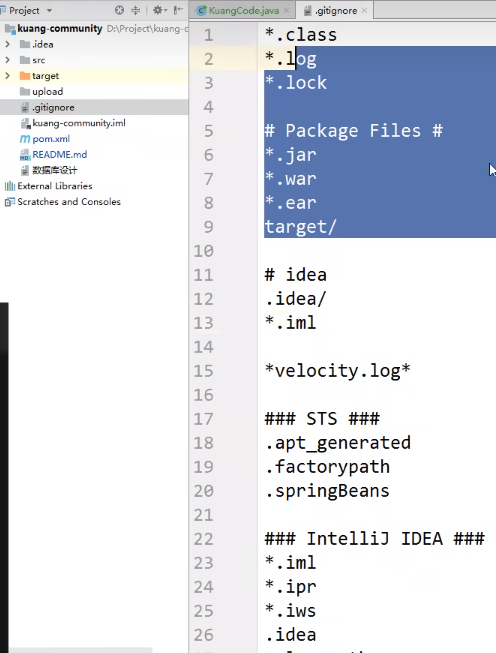 Project
KuangCode.java
.gitignore
kuang-community D:\Project\kuang-c
.idea
src
target
upload
.gitignore
kuang-community.iml
pom.xml
README.md
数据库设计
External Libraries
Scratches and Consoles
1 *.class
2 *.log
3 *.lock
4
5 # Package Files #
6 *.jar
7 *.war
8 *.ear
9 target/
10
11 # idea
12 .idea/
13 *.iml
14
15 *velocity.log*
16
17 ### STS ###
18 .apt_generated
19 .factorypath
20 .springBeans
21
22 ### IntelliJ IDEA ###
23 *.iml
24 *.ipr
25 *.iws
26 .idea